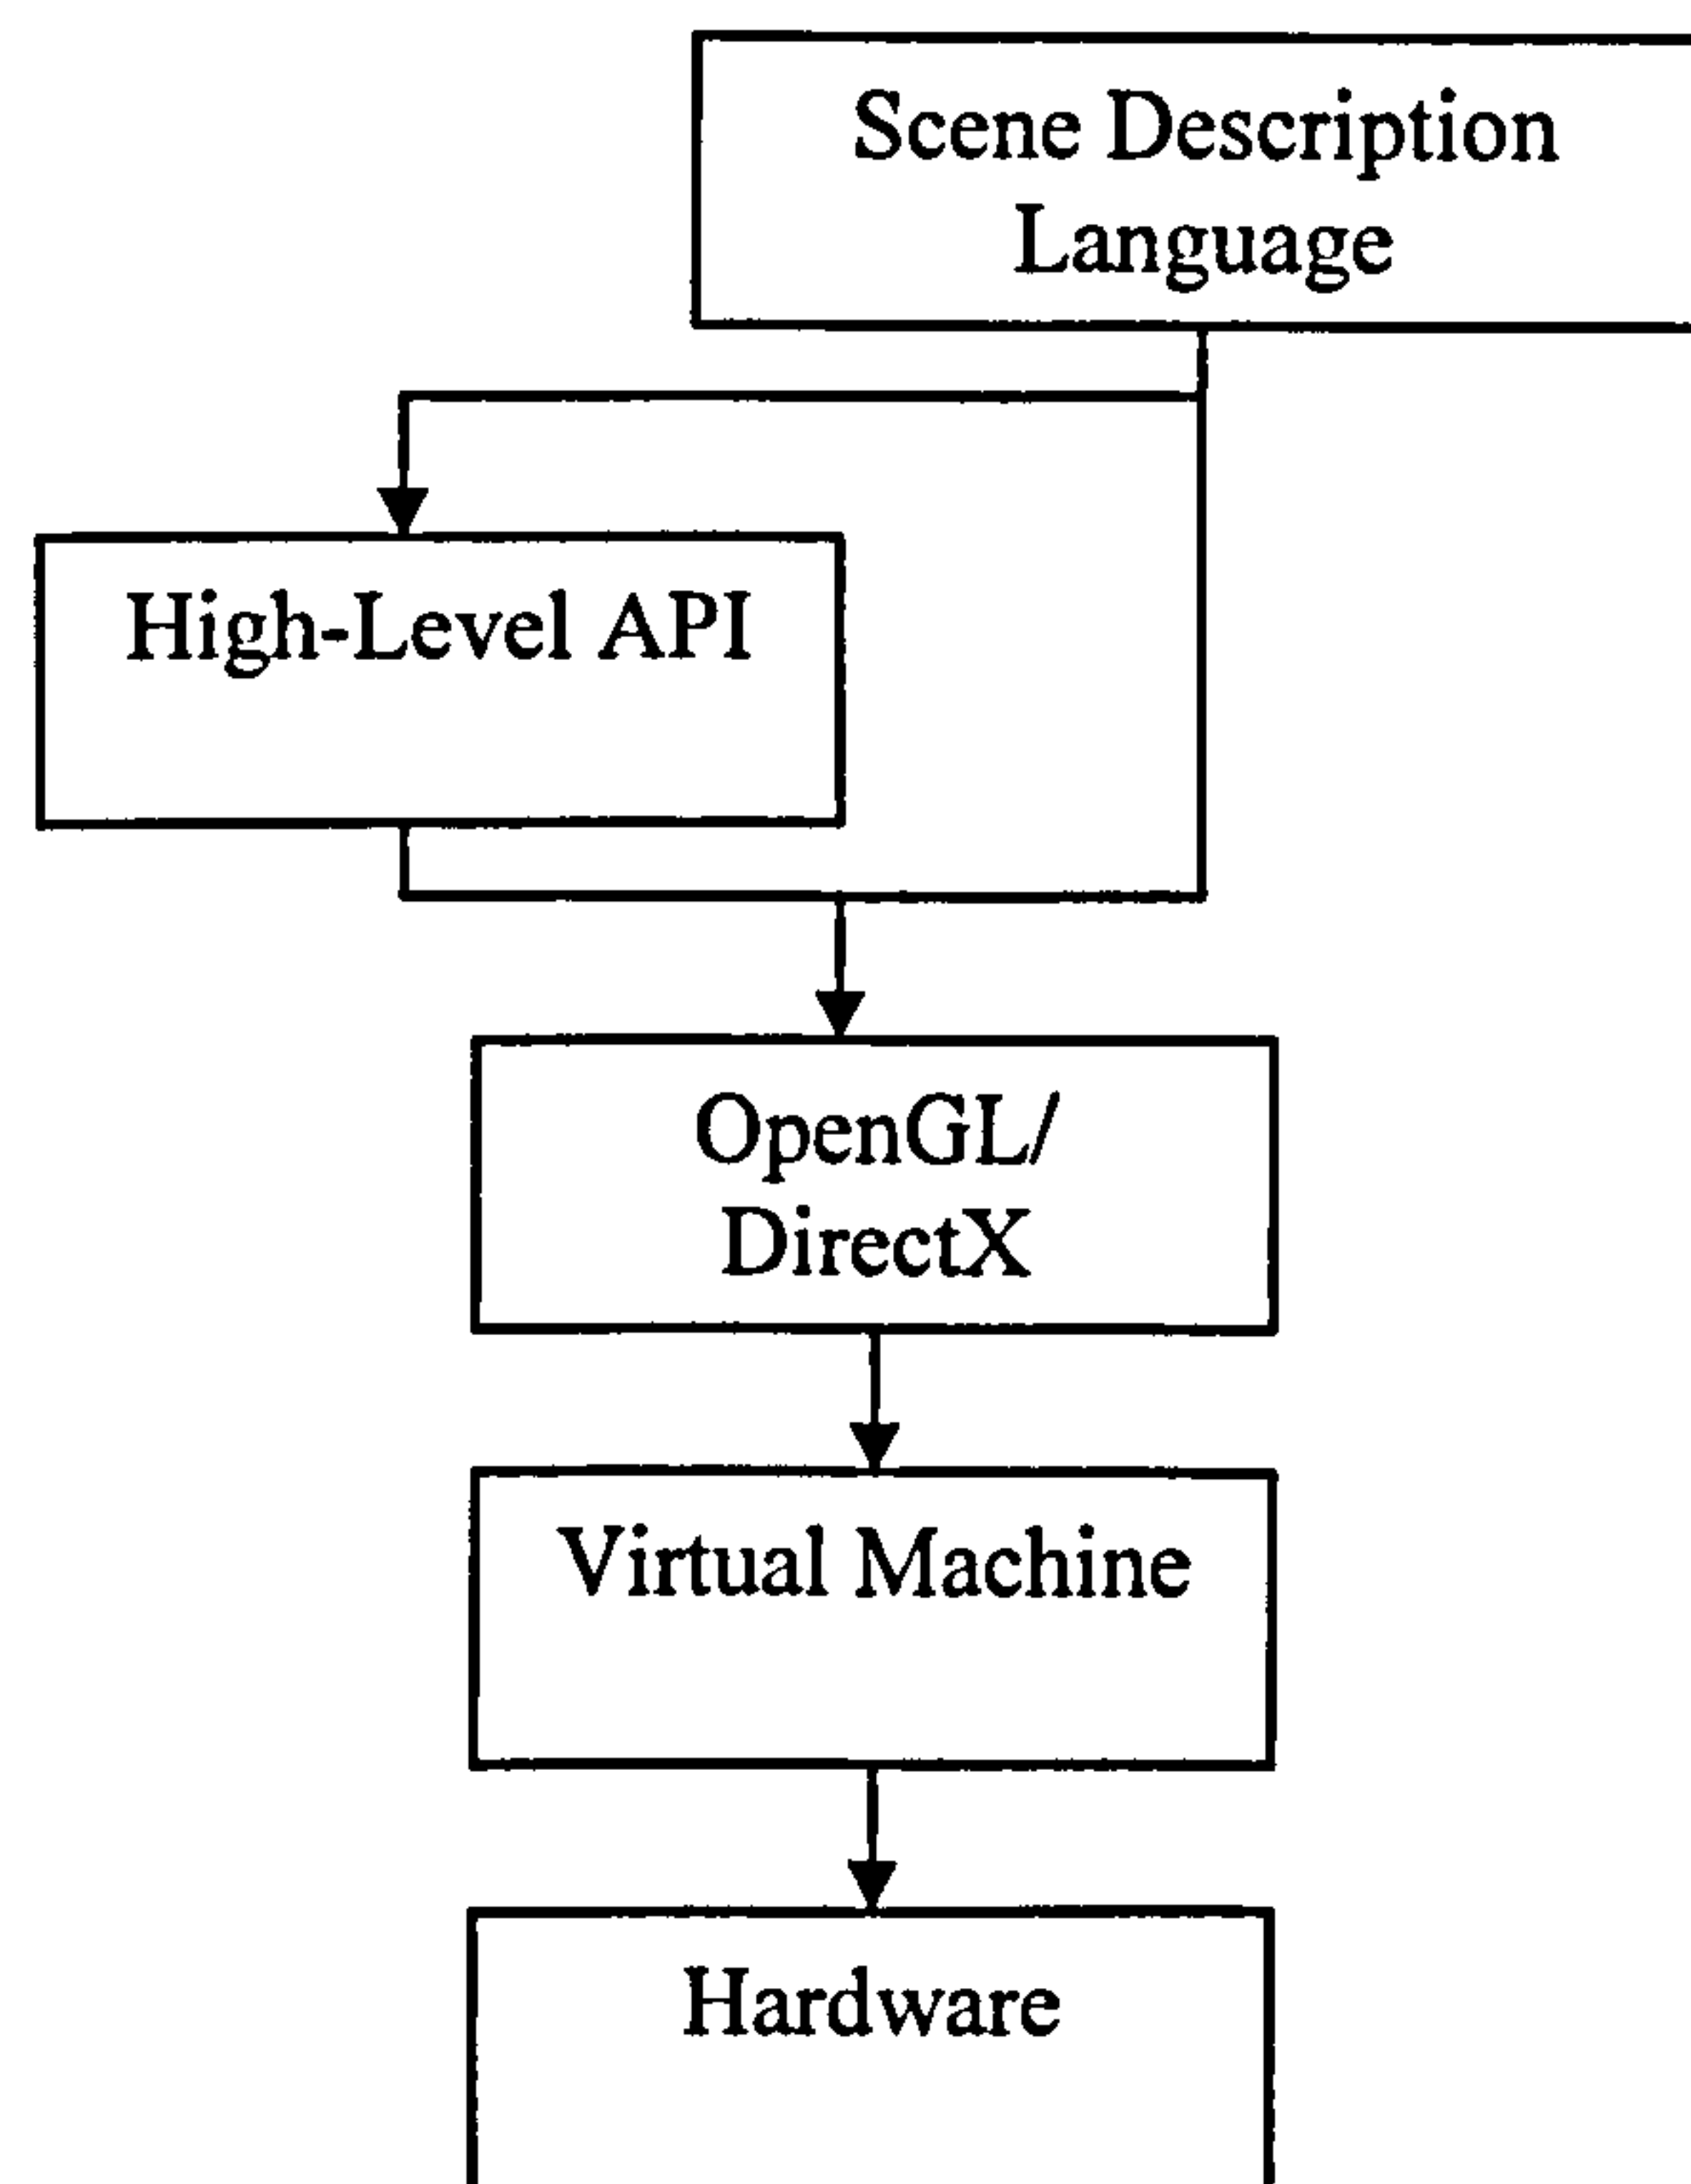 Scene Description
Language
High-Level API
OpenGL/
DirectX
Virtual Machine
Hardware